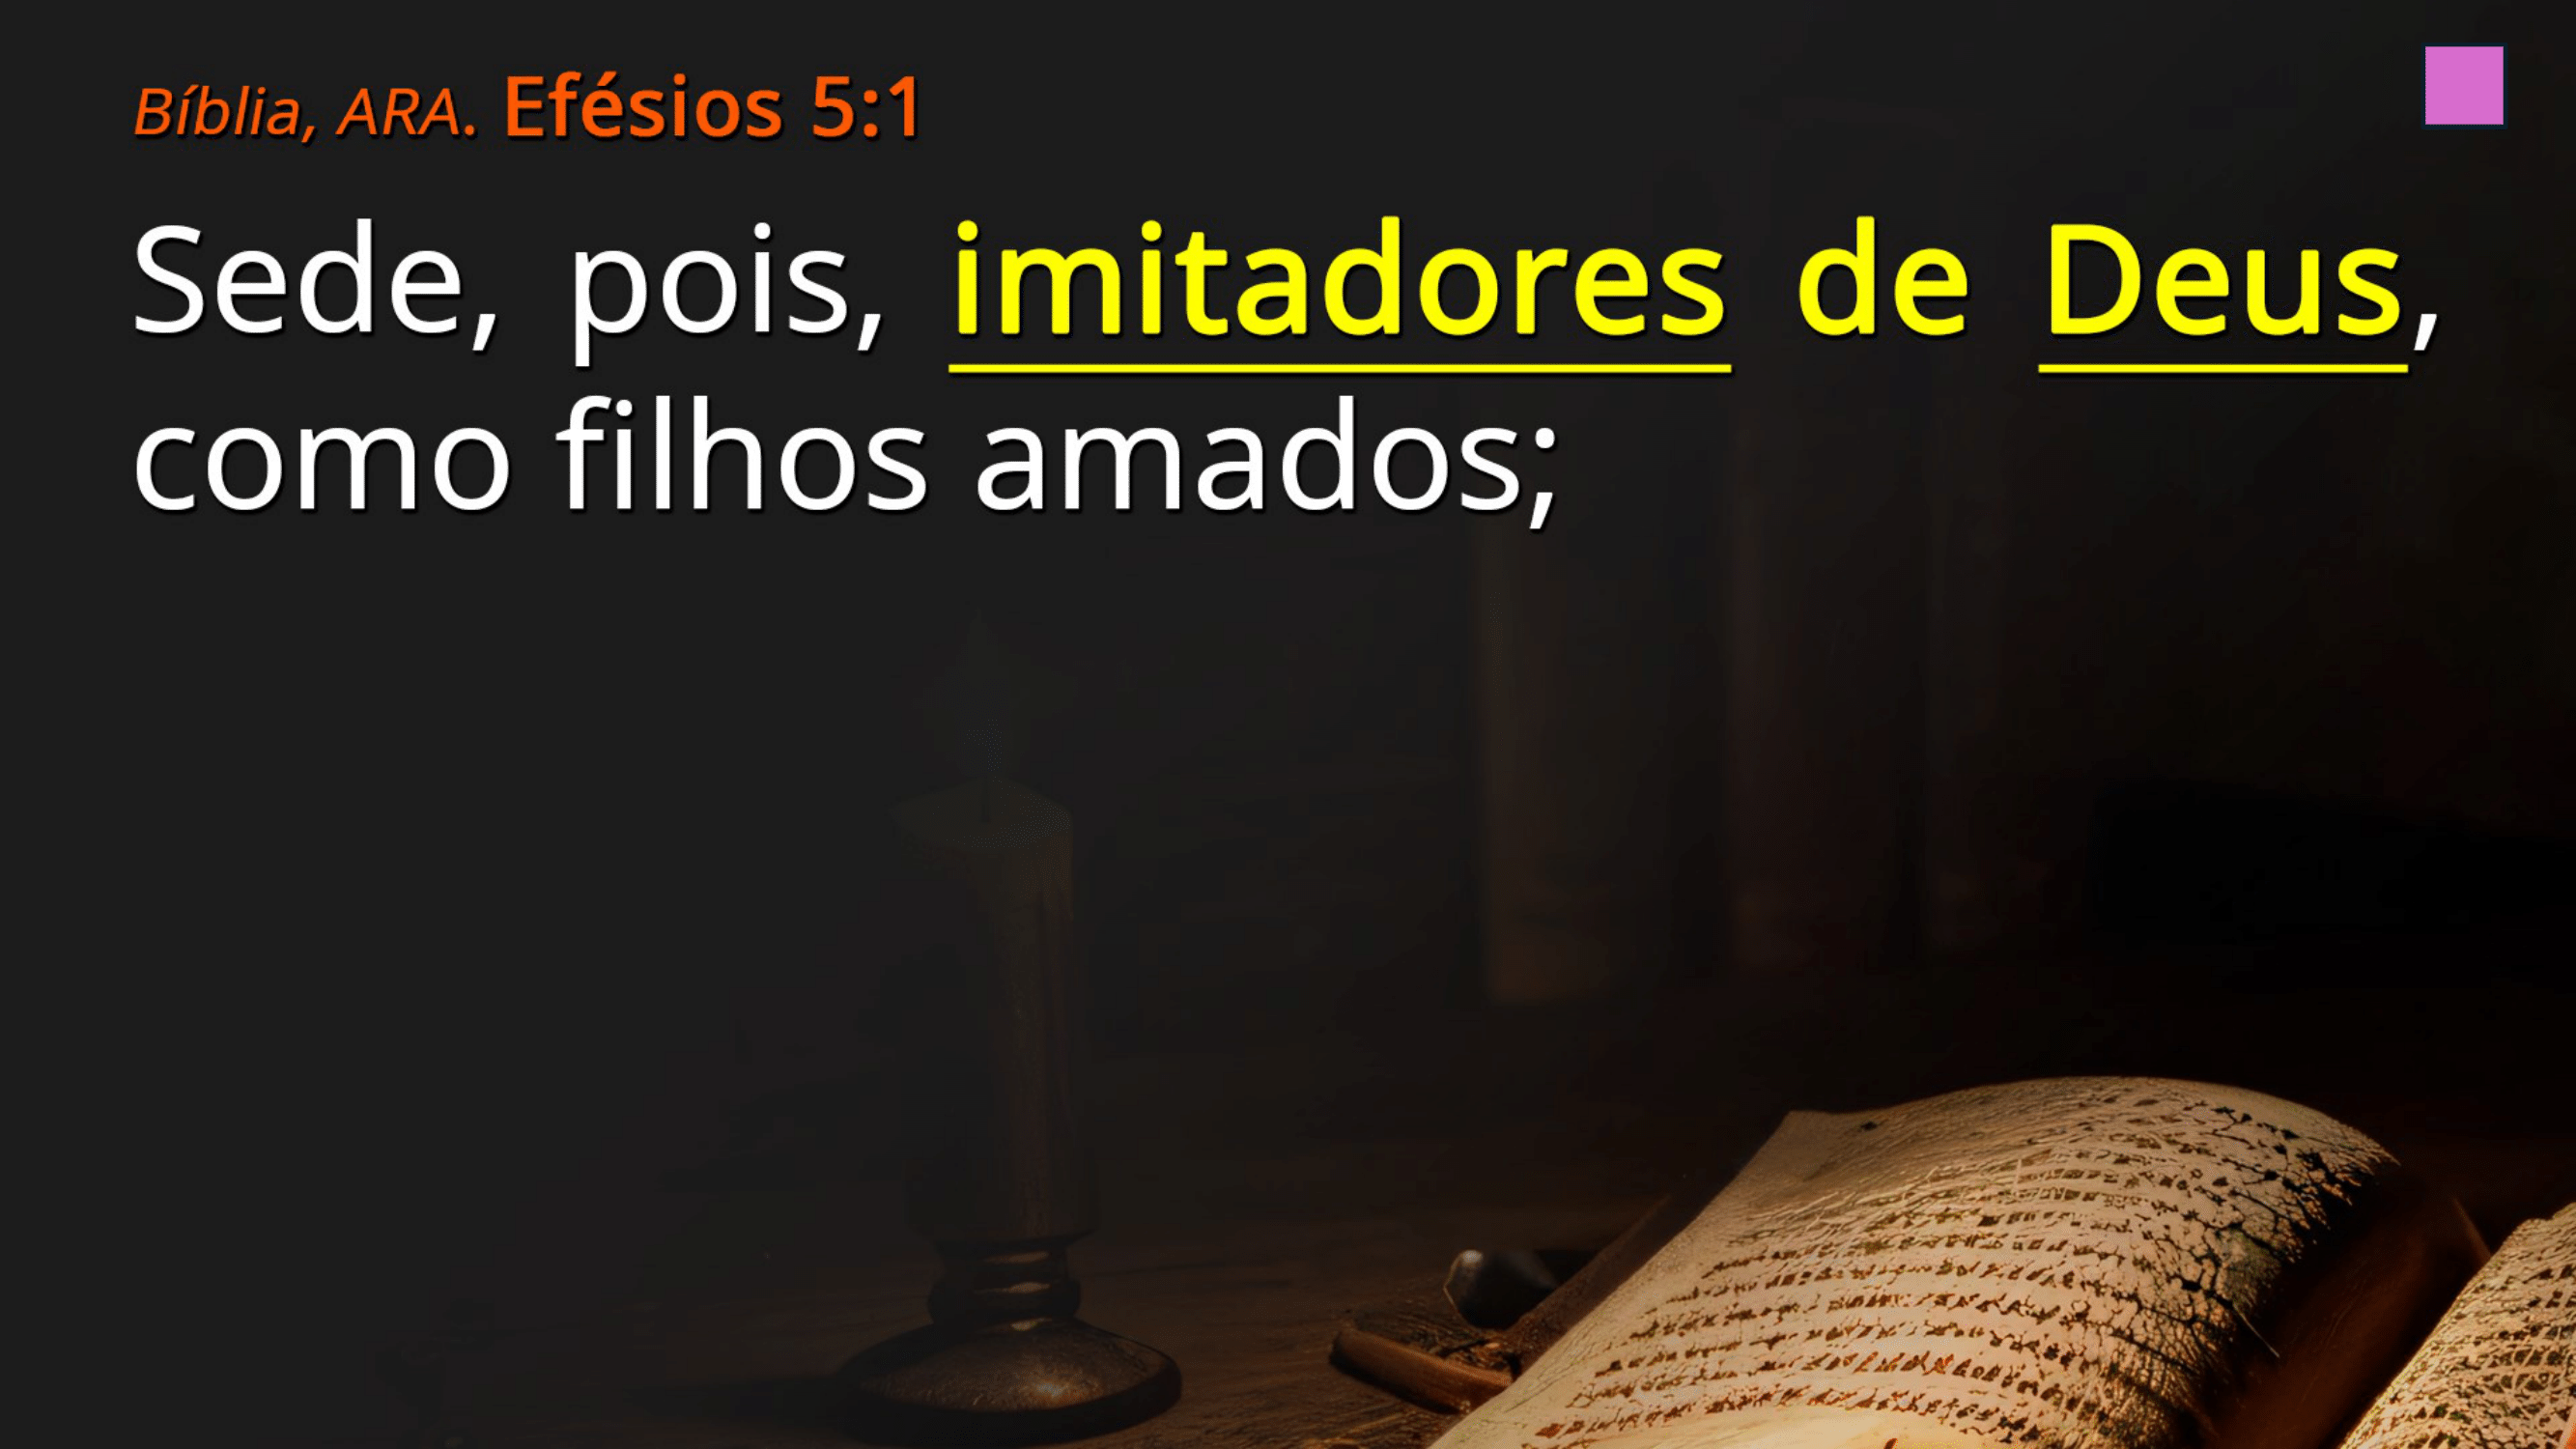 Bíblia, ARA. Efésios 5:1
Sede, pois, imitadores de Deus,
como filhos amados;